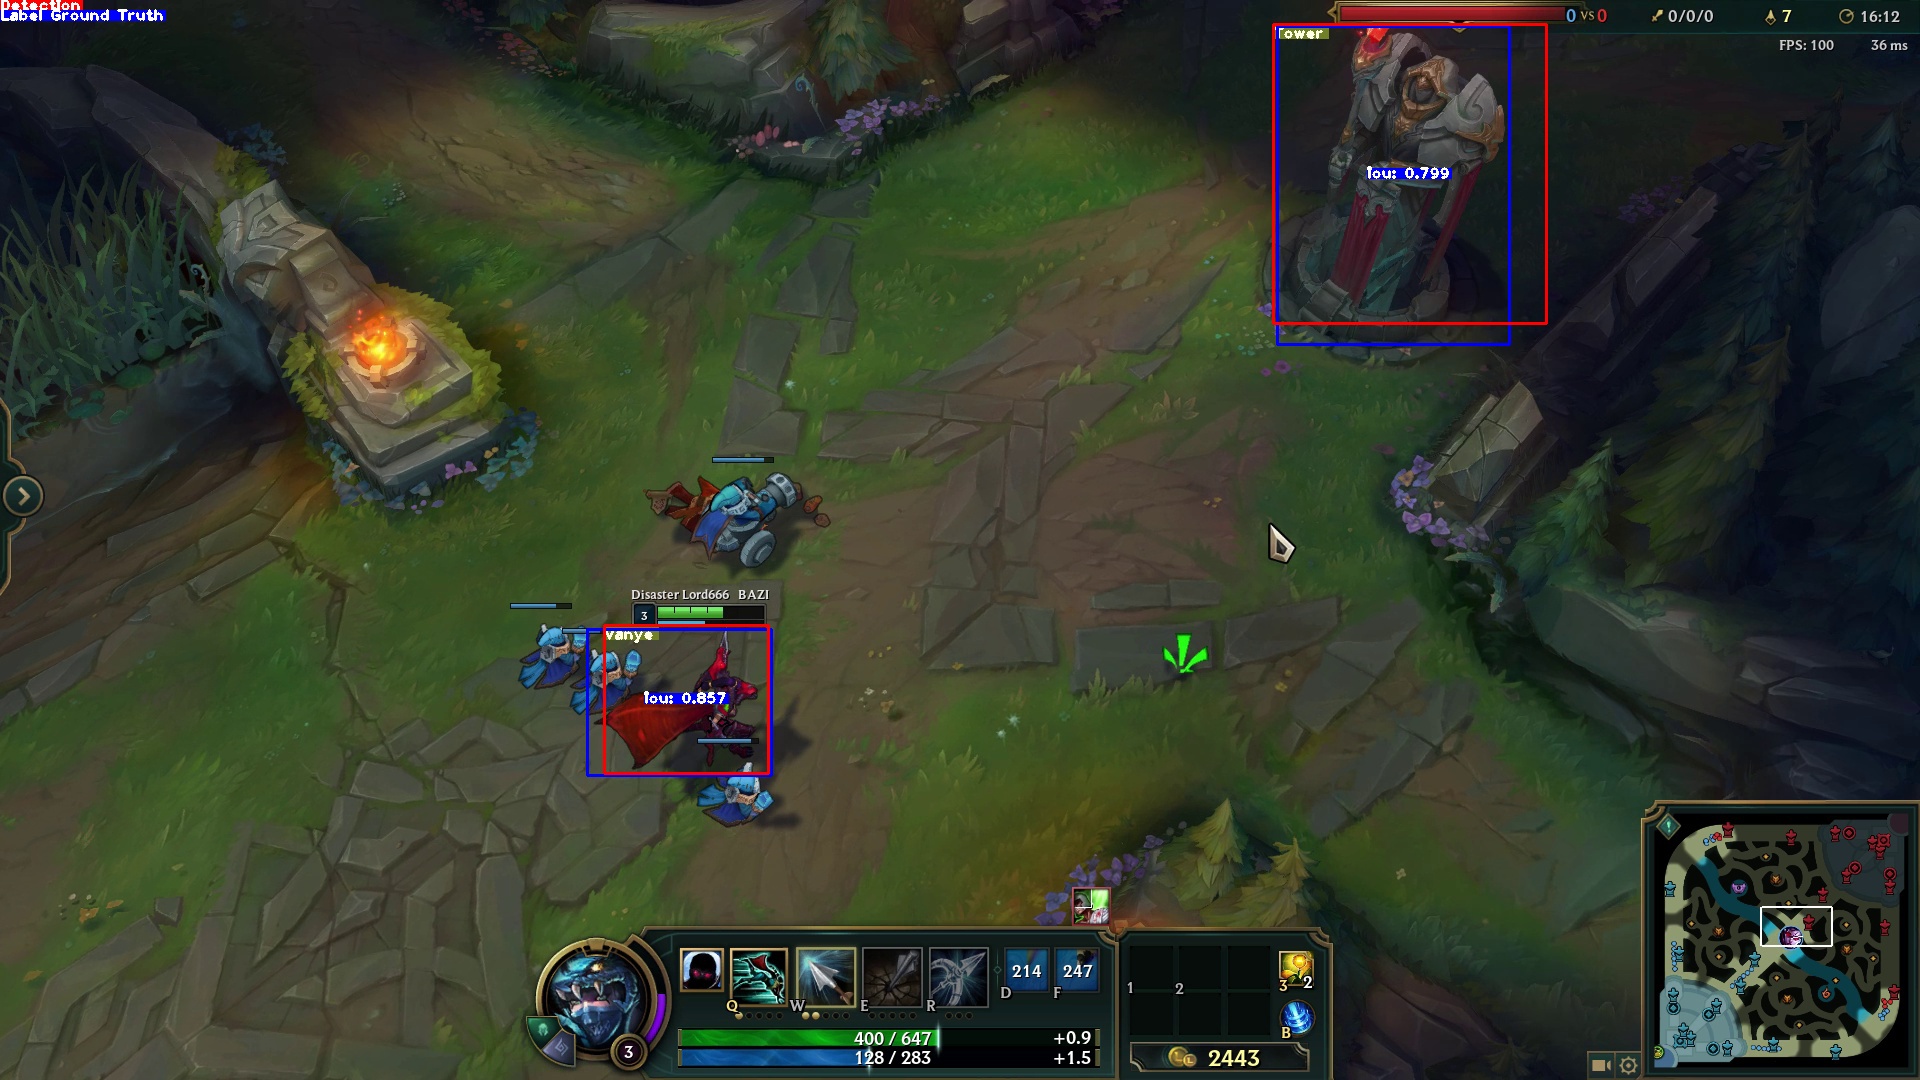 Detection
Label Ground Truth
0 vs 0
0/0/0
7
16:12
FPS: 100
36 ms
Tower
Iou: 0.799
Disaster Lord666 BAZI
3
vanye
Iou: 0.857
Q
W
E
R
214
D
247
F
1
2
3
2
B
3
400 / 647
+0.9
128 / 283
+1.5
2443